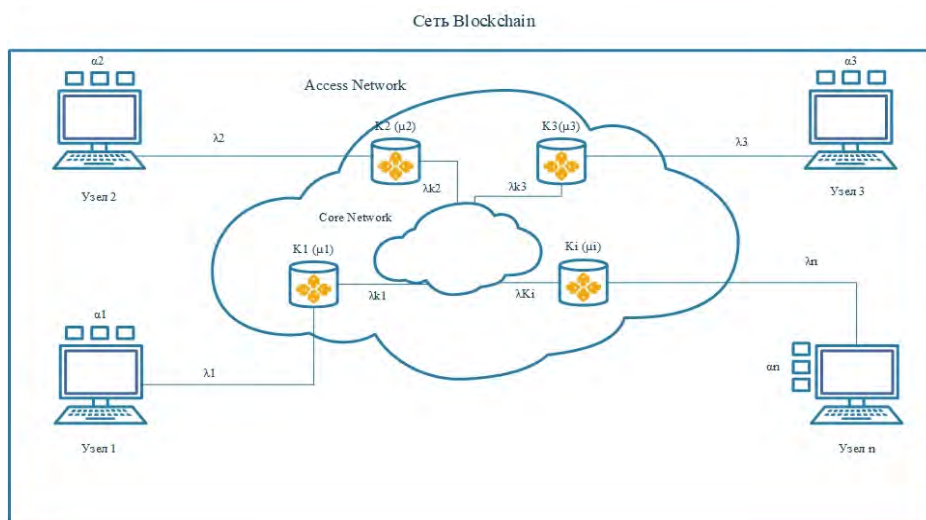 Сеть Blockchain
α2
α3
Access Network
K2 (μ2)
K3(μ3)
λ2
λ3
λk2
λk3
Узел 2
Узел 3
Core Network
K1 (μ1)
Ki (μi)
λn
λk1
λKi
α1
αn
λ1
Узел 1
Узел n